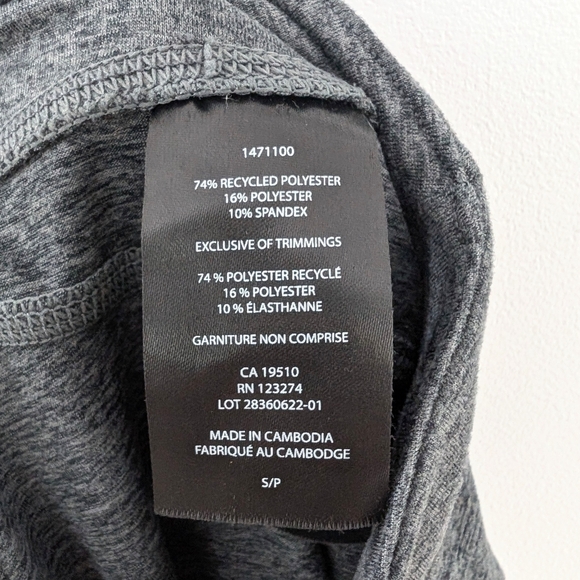 1471100
74% RECYCLED POLYESTER
16% POLYESTER
10% SPANDEX
EXCLUSIVE OF TRIMMINGS
74 % POLYESTER RECYCLÉ
16 % POLYESTER
10 % ÉLASTHANNE
GARNITURE NON COMPRISE
CA 19510
RN 123274
LOT 28360622-01
MADE IN CAMBODIA
FABRIQUÉ AU CAMBODGE
S/P